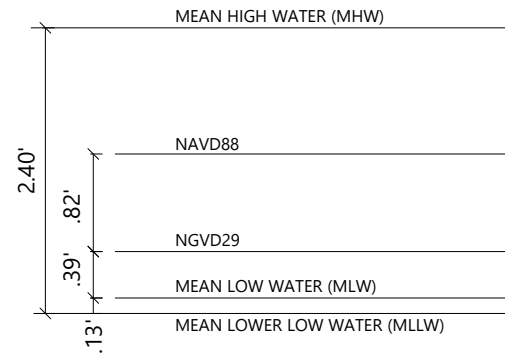 MEAN HIGH WATER (MHW)
2.40'
NAVD88
.82'
NGVD29
.39'
MEAN LOW WATER (MLW)
.13'
MEAN LOWER LOW WATER (MLLW)